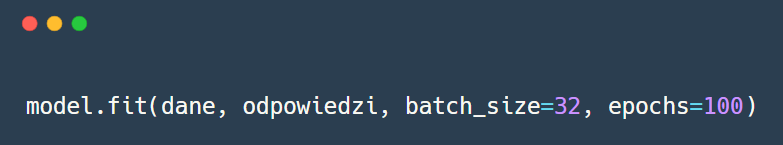 model.fit(dane, odpowiedzi, batch_size=32, epochs=100)